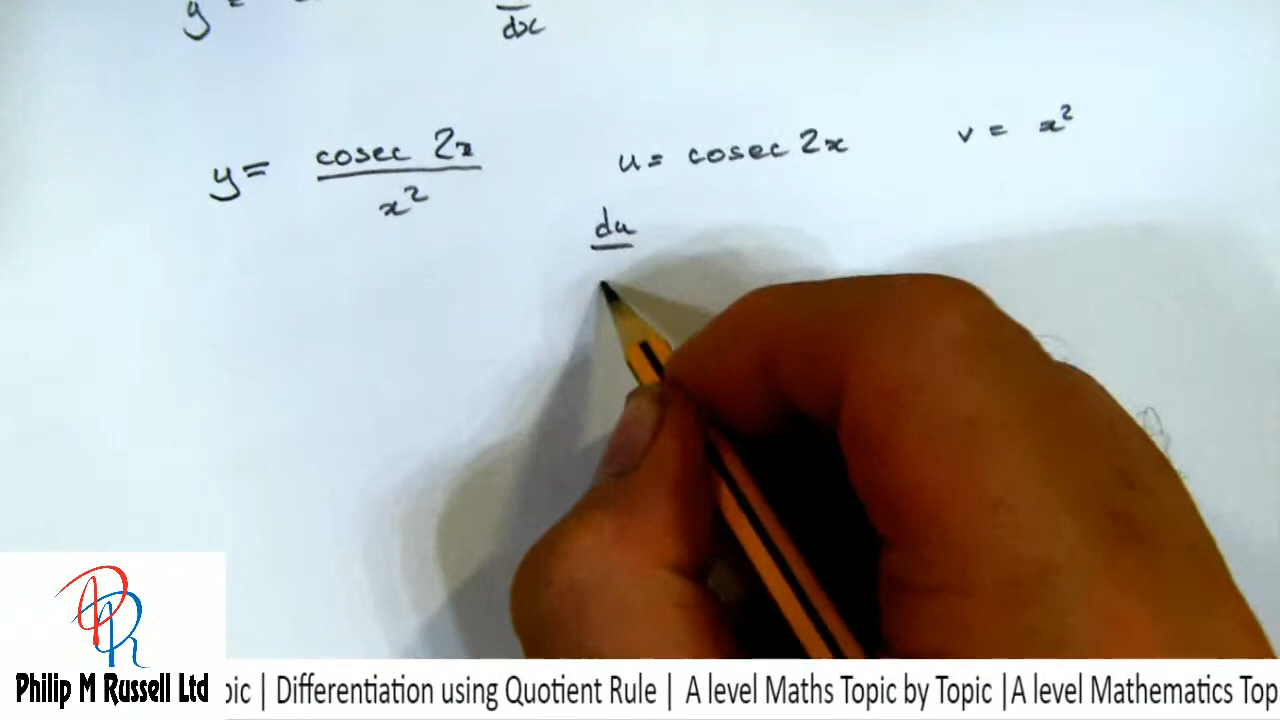 y =
dx
y = cosec 2x
x²
u = cosec 2x
v = x²
du
Philip M Russell Ltd
pic | Differentiation using Quotient Rule | A level Maths Topic by Topic |A level Mathematics Top